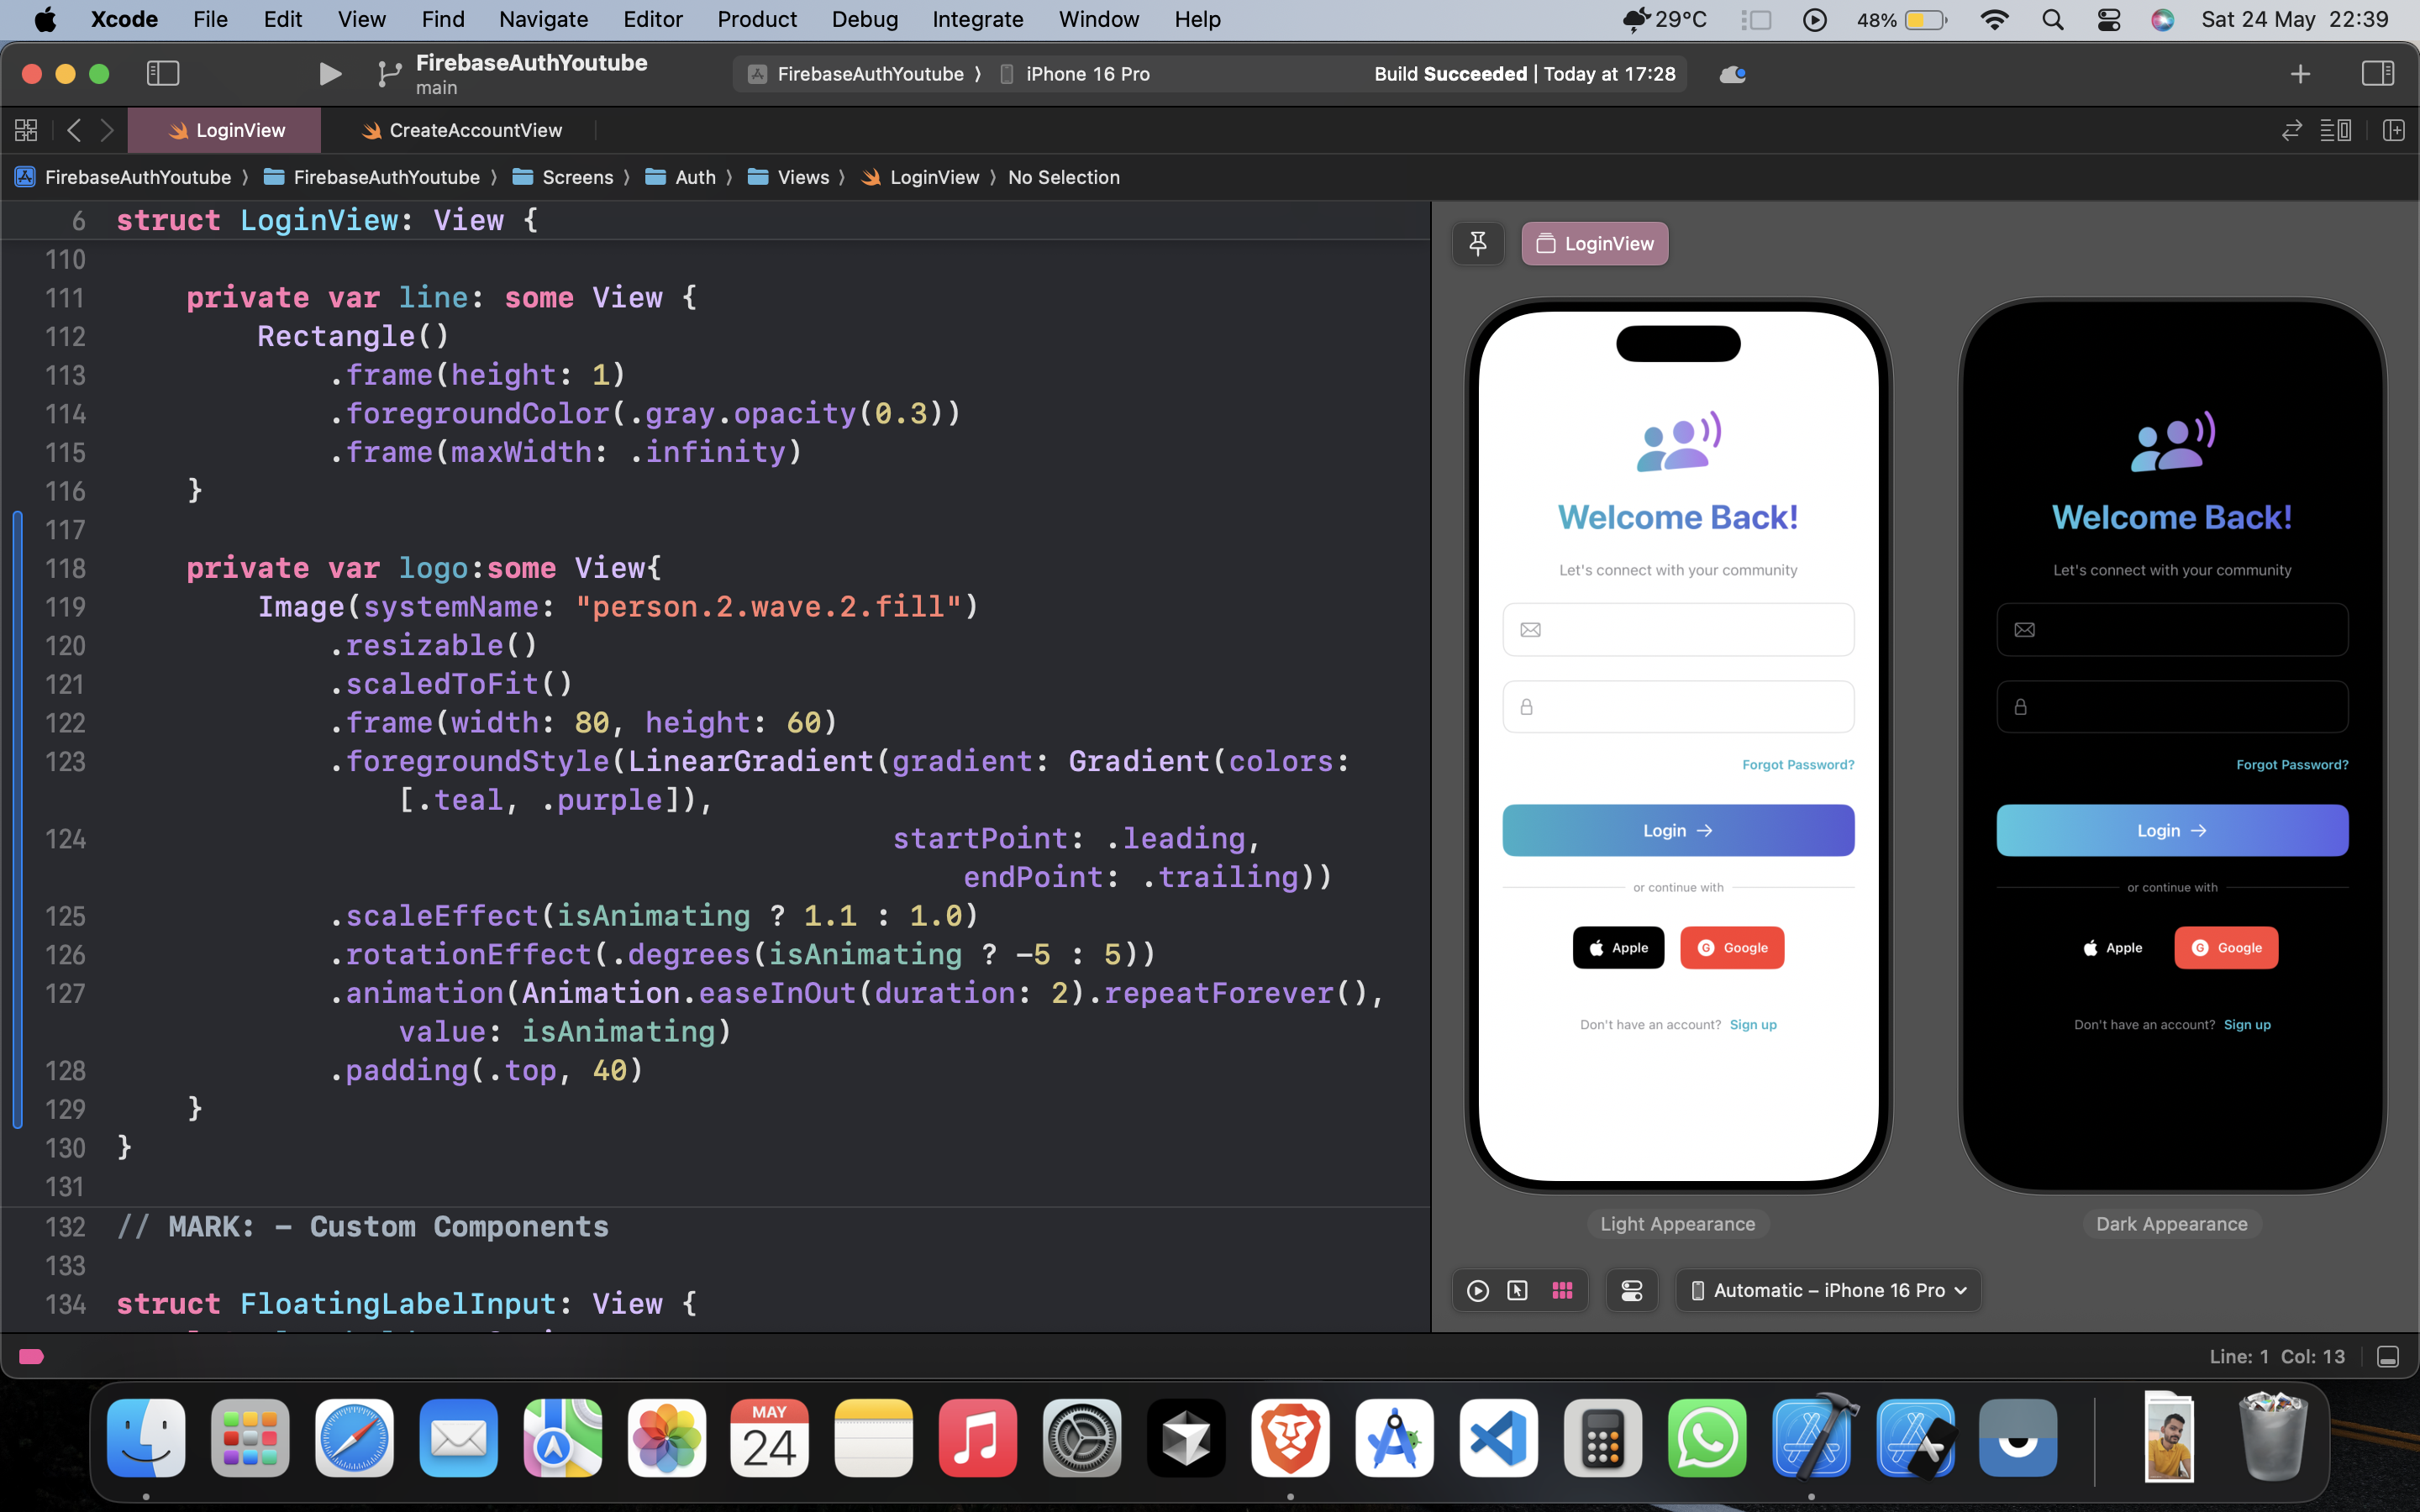 Xcode File Edit View Find Navigate Editor Product Debug Integrate Window Help 29°C 48% Sat 24 May 22:39
FirebaseAuthYoutube
main
FirebaseAuthYoutube ⟩ iPhone 16 Pro
Build Succeeded | Today at 17:28
LoginView CreateAccountView
FirebaseAuthYoutube ⟩ FirebaseAuthYoutube ⟩ Screens ⟩ Auth ⟩ Views ⟩ LoginView ⟩ No Selection
6 struct LoginView: View {
110
111 private var line: some View {
112 Rectangle()
113 .frame(height: 1)
114 .foregroundColor(.gray.opacity(0.3))
115 .frame(maxWidth: .infinity)
116 }
117
118 private var logo:some View{
119 Image(systemName: "person.2.wave.2.fill")
120 .resizable()
121 .scaledToFit()
122 .frame(width: 80, height: 60)
123 .foregroundStyle(LinearGradient(gradient: Gradient(colors:
[.teal, .purple]),
124 startPoint: .leading,
endPoint: .trailing))
125 .scaleEffect(isAnimating ? 1.1 : 1.0)
126 .rotationEffect(.degrees(isAnimating ? -5 : 5))
127 .animation(Animation.easeInOut(duration: 2).repeatForever(),
value: isAnimating)
128 .padding(.top, 40)
129 }
130 }
131
132 // MARK: - Custom Components
133
134 struct FloatingLabelInput: View {
LoginView
Welcome Back!
Let's connect with your community
Forgot Password?
Login →
or continue with
Apple
G Google
Don't have an account? Sign up
Light Appearance
Welcome Back!
Let's connect with your community
Forgot Password?
Login →
or continue with
Apple
G Google
Don't have an account? Sign up
Dark Appearance
Automatic – iPhone 16 Pro
Line: 1 Col: 13
MAY
24